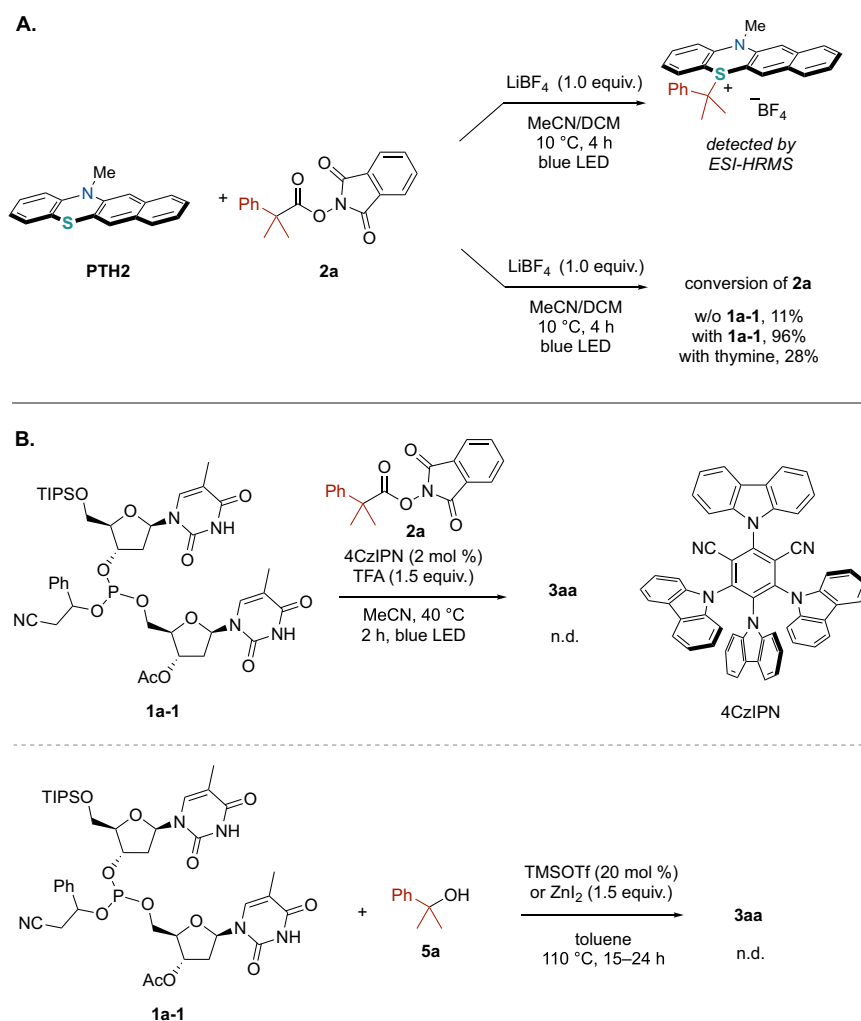 A.
Me
N
S
PTH2
+
Ph
O
O
N
O
O
2a
LiBF4 (1.0 equiv.)
MeCN/DCM
10 °C, 4 h
blue LED
Me
N
S
+
Ph
−
BF4
detected by
ESI-HRMS
LiBF4 (1.0 equiv.)
MeCN/DCM
10 °C, 4 h
blue LED
conversion of 2a
w/o 1a-1, 11%
with 1a-1, 96%
with thymine, 28%
B.
TIPSO
O
N
O
NH
O
O
Ph
P
O
O
NC
O
N
O
NH
O
AcO
1a-1
Ph
O
O
N
O
O
2a
4CzIPN (2 mol %)
TFA (1.5 equiv.)
MeCN, 40 °C
2 h, blue LED
3aa
n.d.
N
NC
CN
N
N
N
4CzIPN
TIPSO
O
N
O
NH
O
O
Ph
P
O
O
NC
O
N
O
NH
O
AcO
1a-1
+
Ph
OH
5a
TMSOTf (20 mol %)
or ZnI2 (1.5 equiv.)
toluene
110 °C, 15–24 h
3aa
n.d.